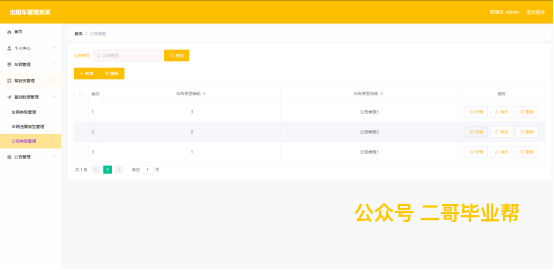 出租车管理系统
管理员 admin 退出登录
首页
首页 / 公告类型
个人中心
车辆管理
驾驶员管理
基础数据管理
车辆类型管理
车辆违章类型管理
公告类型管理
公告管理
公告类型 公告类型 查询
+ 新增 删除
索引 公告类型编码 公告类型名称 操作
1 3 公告类型3 详情 修改 删除
2 2 公告类型2 详情 修改 删除
3 1 公告类型1 详情 修改 删除
共 3 条 < 1 > 前往 1 页
公众号 二哥毕业帮